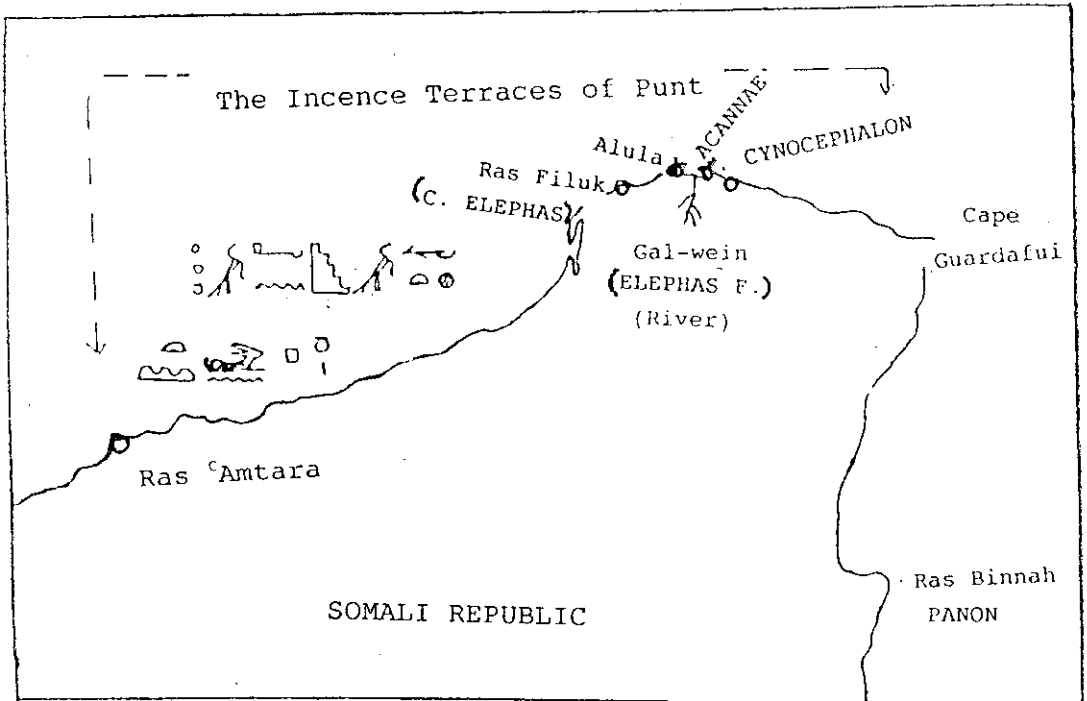 The Incence Terraces of Punt
ACANNAE
Alula
CYNOCEPHALON
Ras Filuk
(C. ELEPHAS)
Cape
Guardafui
Gal-wein
(ELEPHAS F.)
(River)
Ras ᶜAmtara
Ras Binnah
PANON
SOMALI REPUBLIC